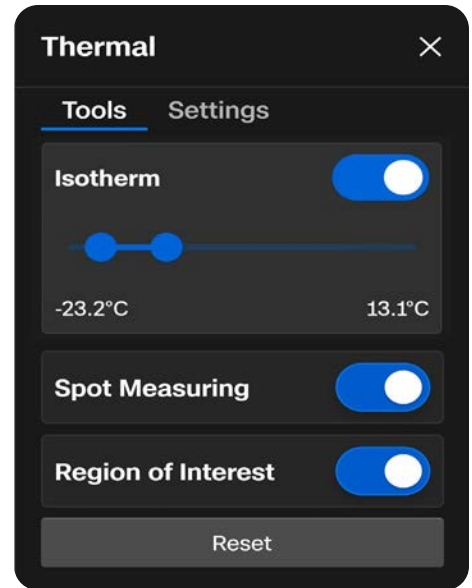 Thermal
Tools Settings
Isotherm
-23.2°C 13.1°C
Spot Measuring
Region of Interest
Reset